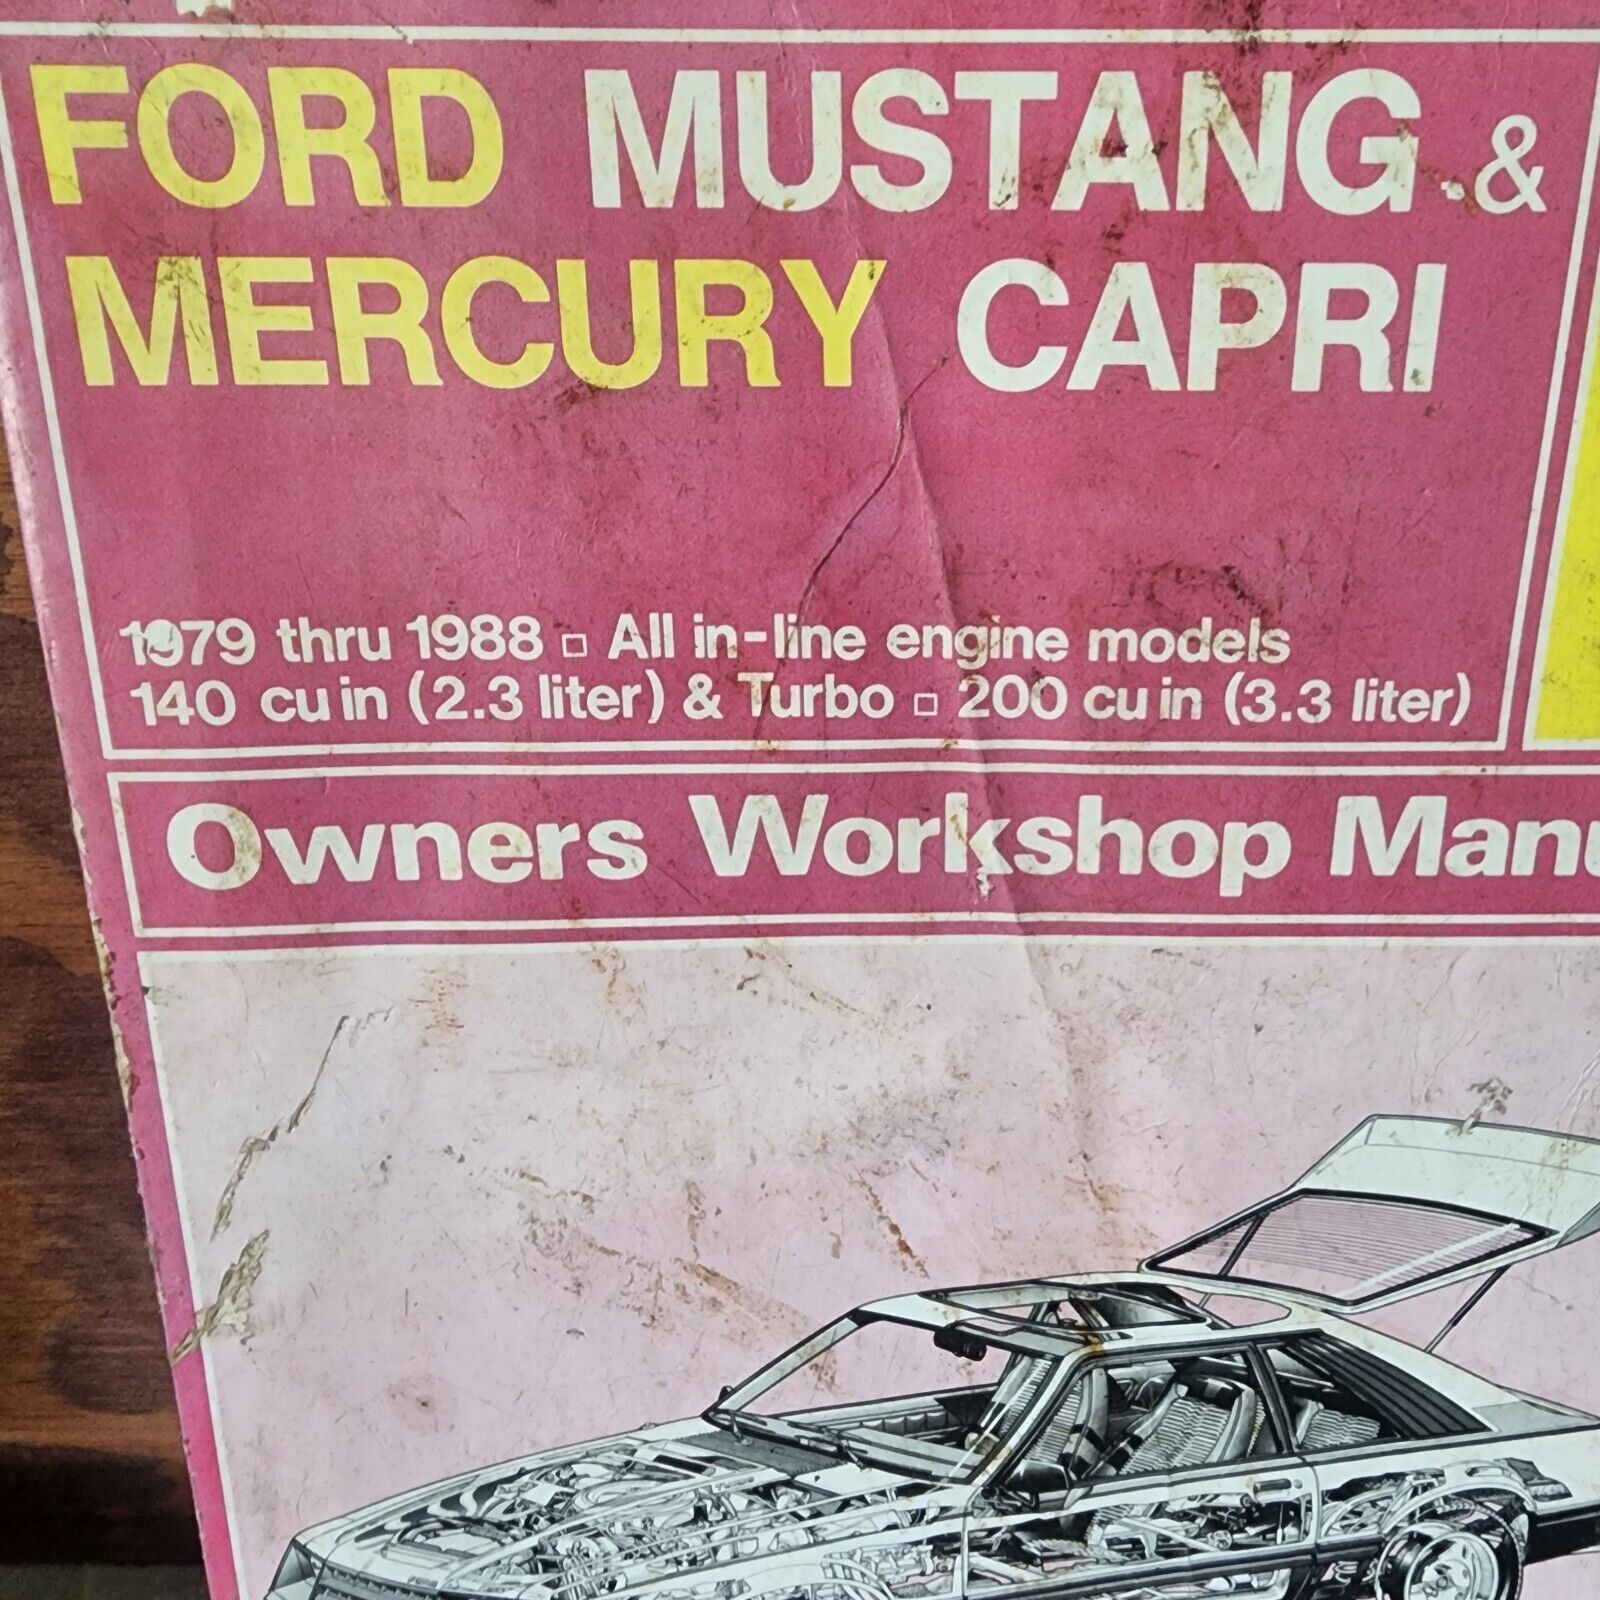 FORD MUSTANG &
MERCURY CAPRI
1979 thru 1988 □ All in-line engine models
140 cu in (2.3 liter) & Turbo □ 200 cu in (3.3 liter)
Owners Workshop Manu